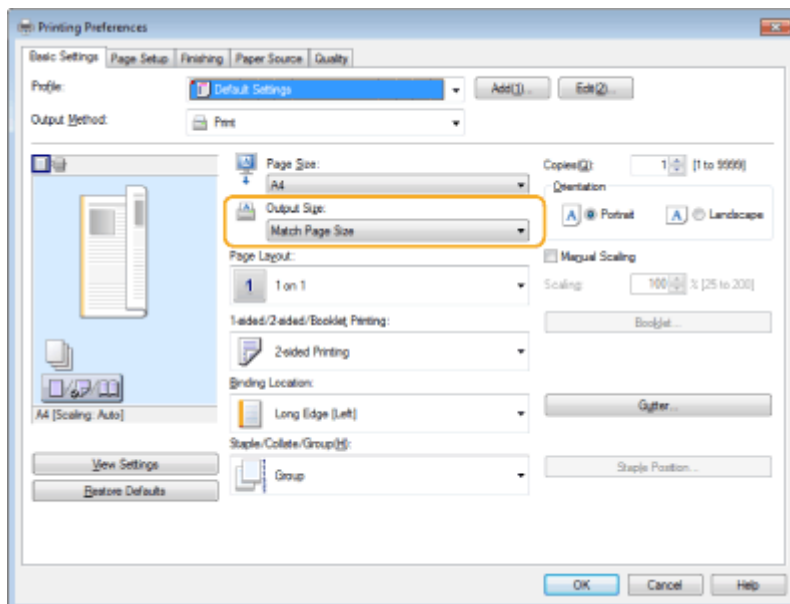 Printing Preferences
Basic Settings Page Setup Finishing Paper Source Quality
Profile: Default Settings Add(1)... Edit(2)...
Output Method: Print
Page Size: Copies(Q): 1 [1 to 9999]
A4 Orientation
Output Size: A Portrait A Landscape
Match Page Size
Page Layout: Manual Scaling
1 1 on 1 Scaling: 100 % [25 to 200]
1-sided/2-sided/Booklet Printing: Booklet...
2-sided Printing
Binding Location:
A4 [Scaling: Auto] Long Edge (Left) Gutter...
Staple/Collate/Group(H):
View Settings Group Staple Position...
Restore Defaults
OK Cancel Help